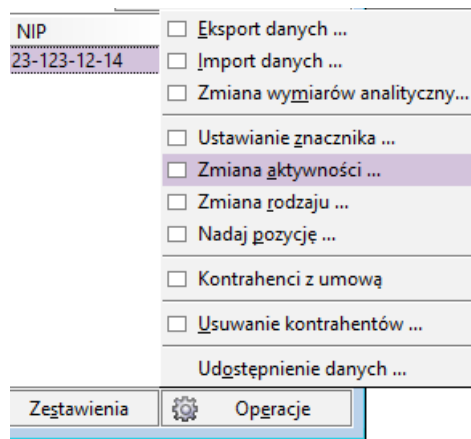 NIP
23-123-12-14
Eksport danych ...
Import danych ...
Zmiana wymiarów analityczny...
Ustawianie znacznika ...
Zmiana aktywności ...
Zmiana rodzaju ...
Nadaj pozycję ...
Kontrahenci z umową
Usuwanie kontrahentów ...
Udostępnienie danych ...
Zestawienia
Operacje